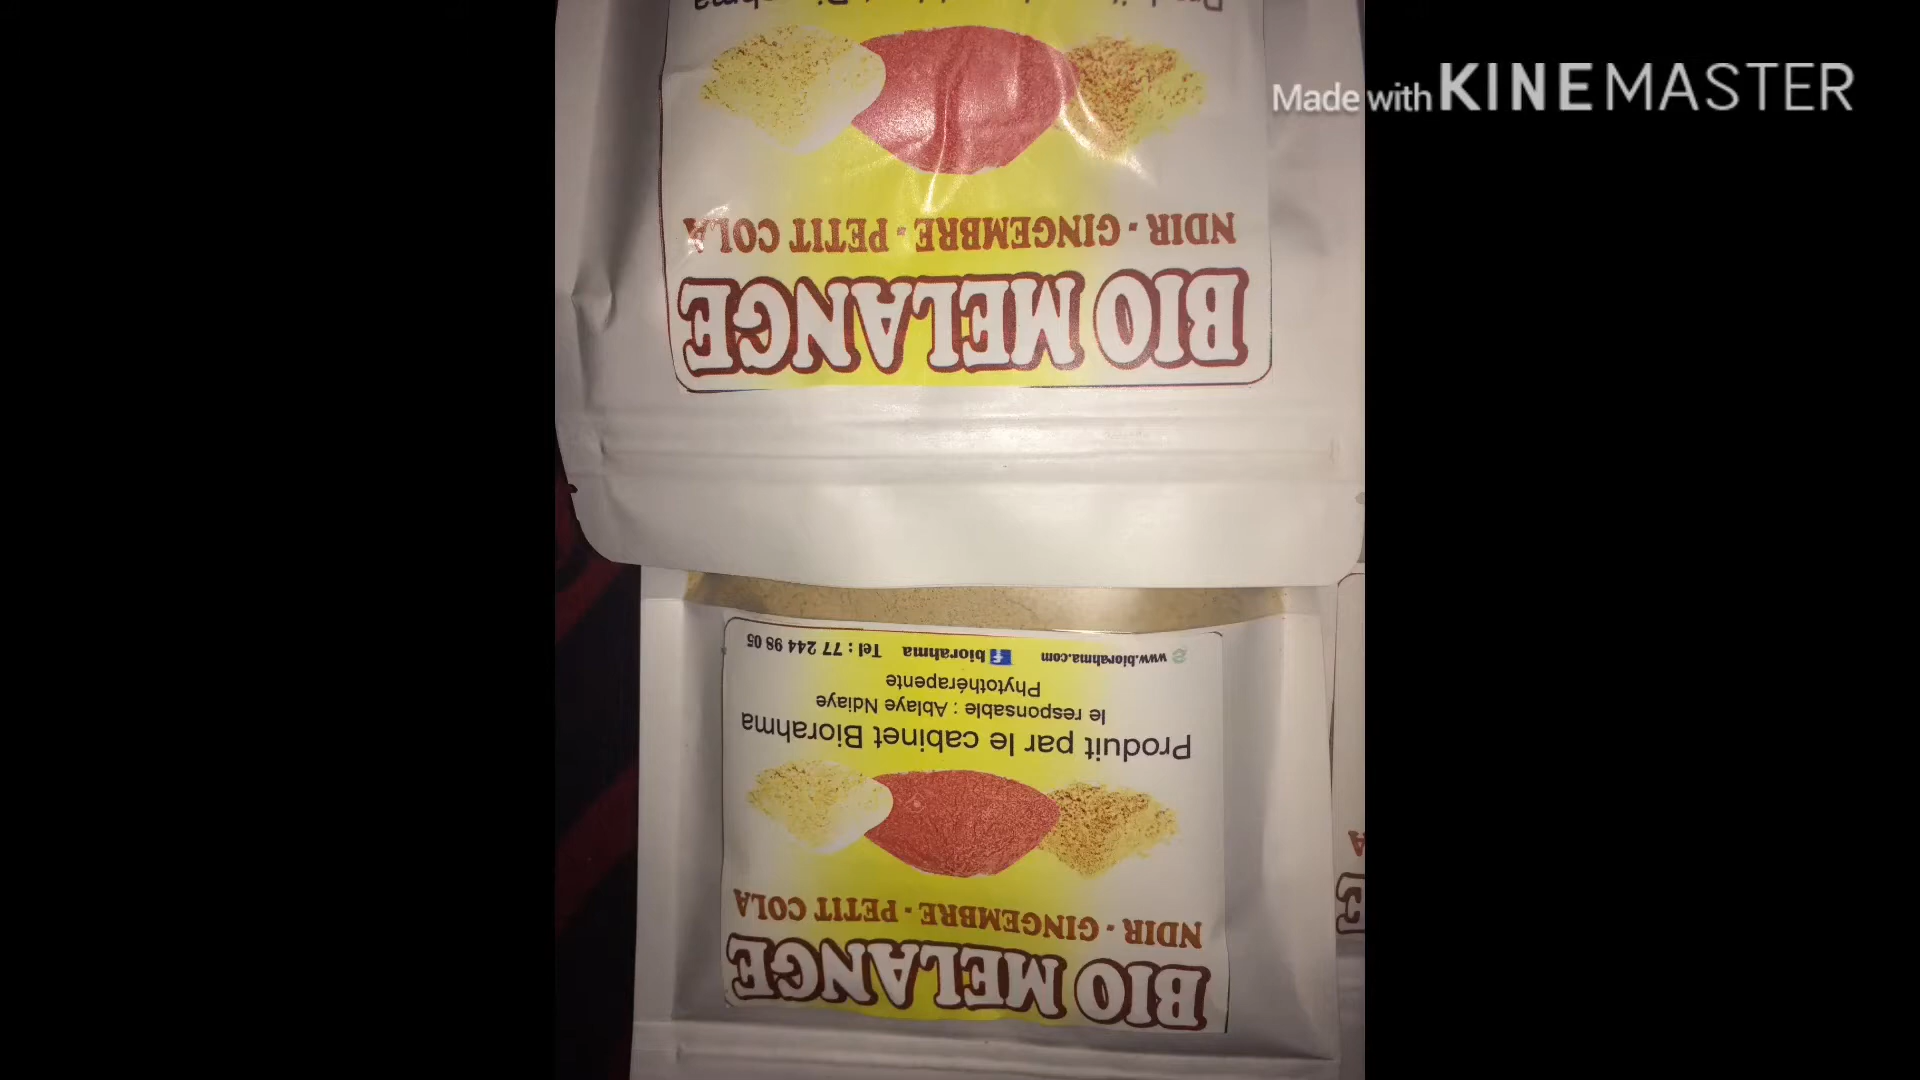 Made with KINEMASTER
BIO MELANGE
NDIR - GINGEMBRE - PETIT COLA
BIO MELANGE
NDIR - GINGEMBRE - PETIT COLA
Produit par le cabinet Biorahma
le responsable : Ablaye Ndiaye
Phytothérapente
www.biorahma.com biorahma Tel : 77 244 98 05